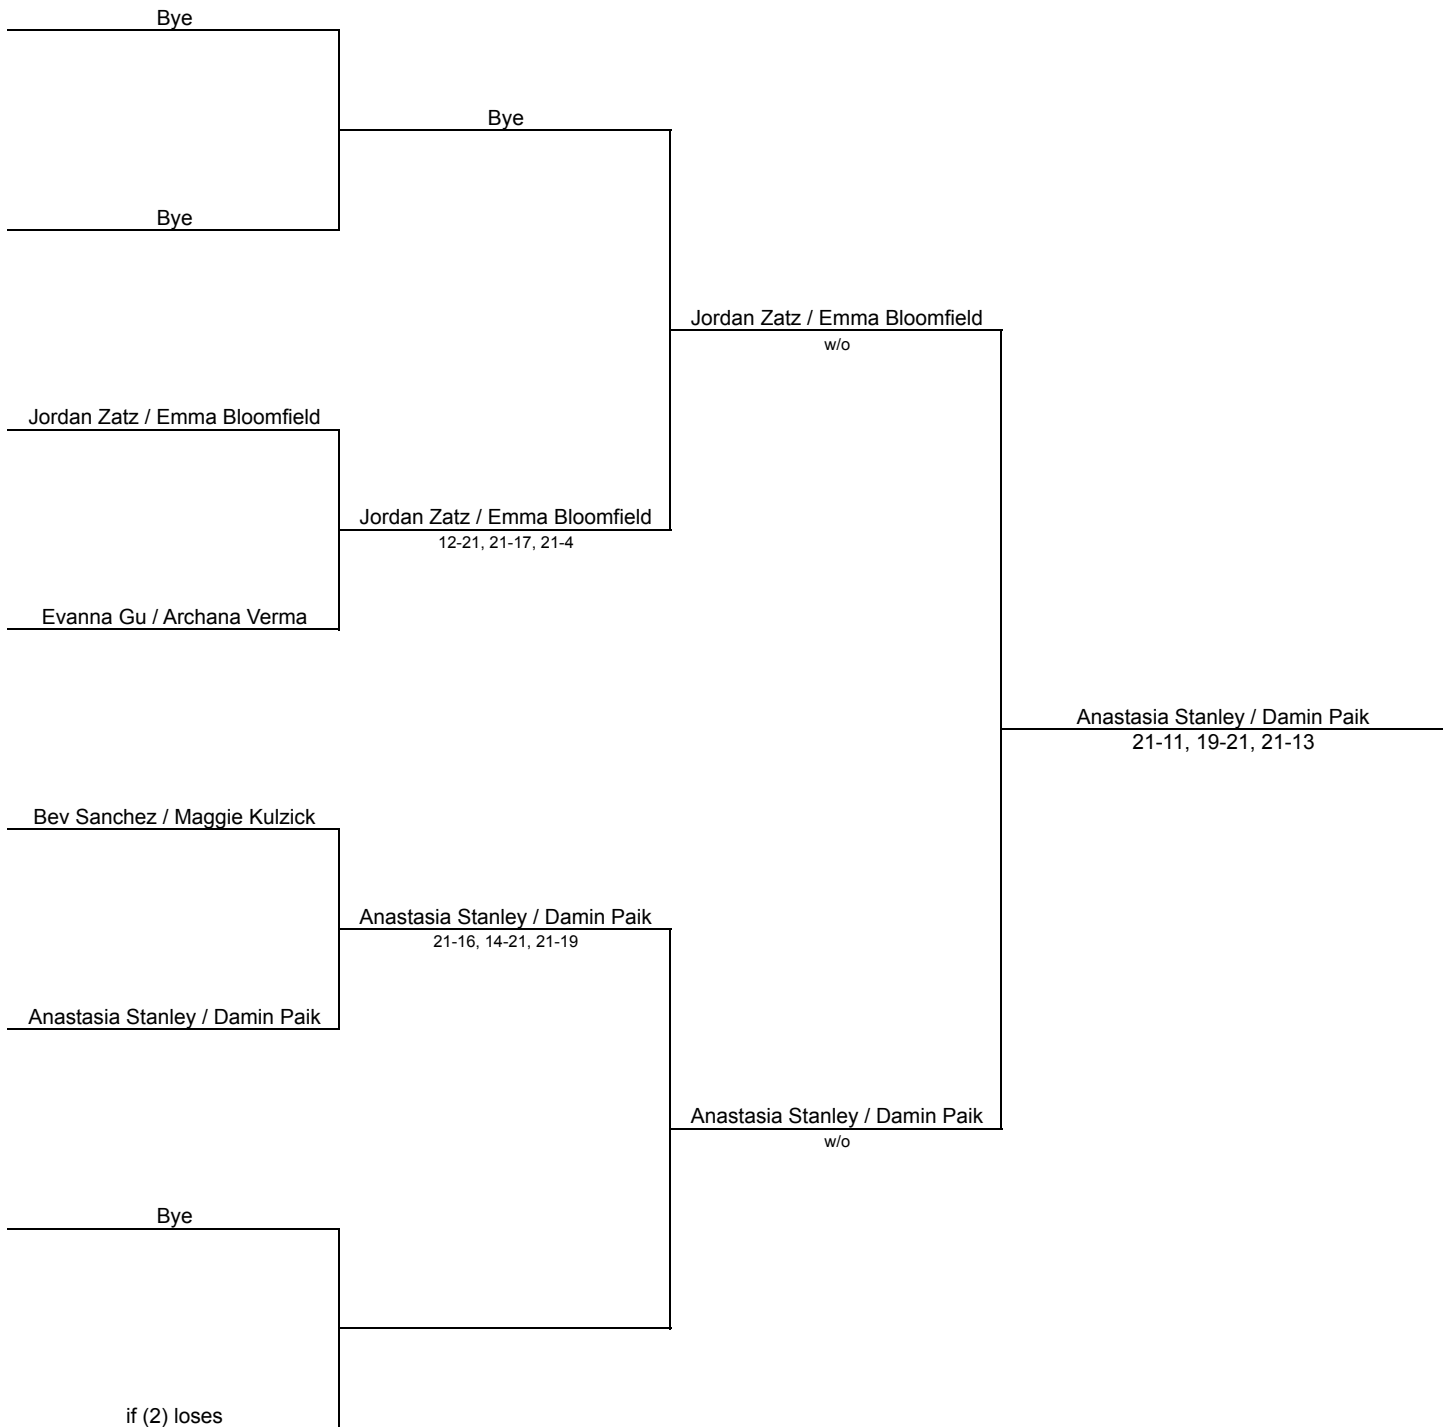 Bye
Bye
Bye
Jordan Zatz / Emma Bloomfield
w/o
Jordan Zatz / Emma Bloomfield
Jordan Zatz / Emma Bloomfield
12-21, 21-17, 21-4
Evanna Gu / Archana Verma
Anastasia Stanley / Damin Paik
21-11, 19-21, 21-13
Bev Sanchez / Maggie Kulzick
Anastasia Stanley / Damin Paik
21-16, 14-21, 21-19
Anastasia Stanley / Damin Paik
Anastasia Stanley / Damin Paik
w/o
Bye
if (2) loses